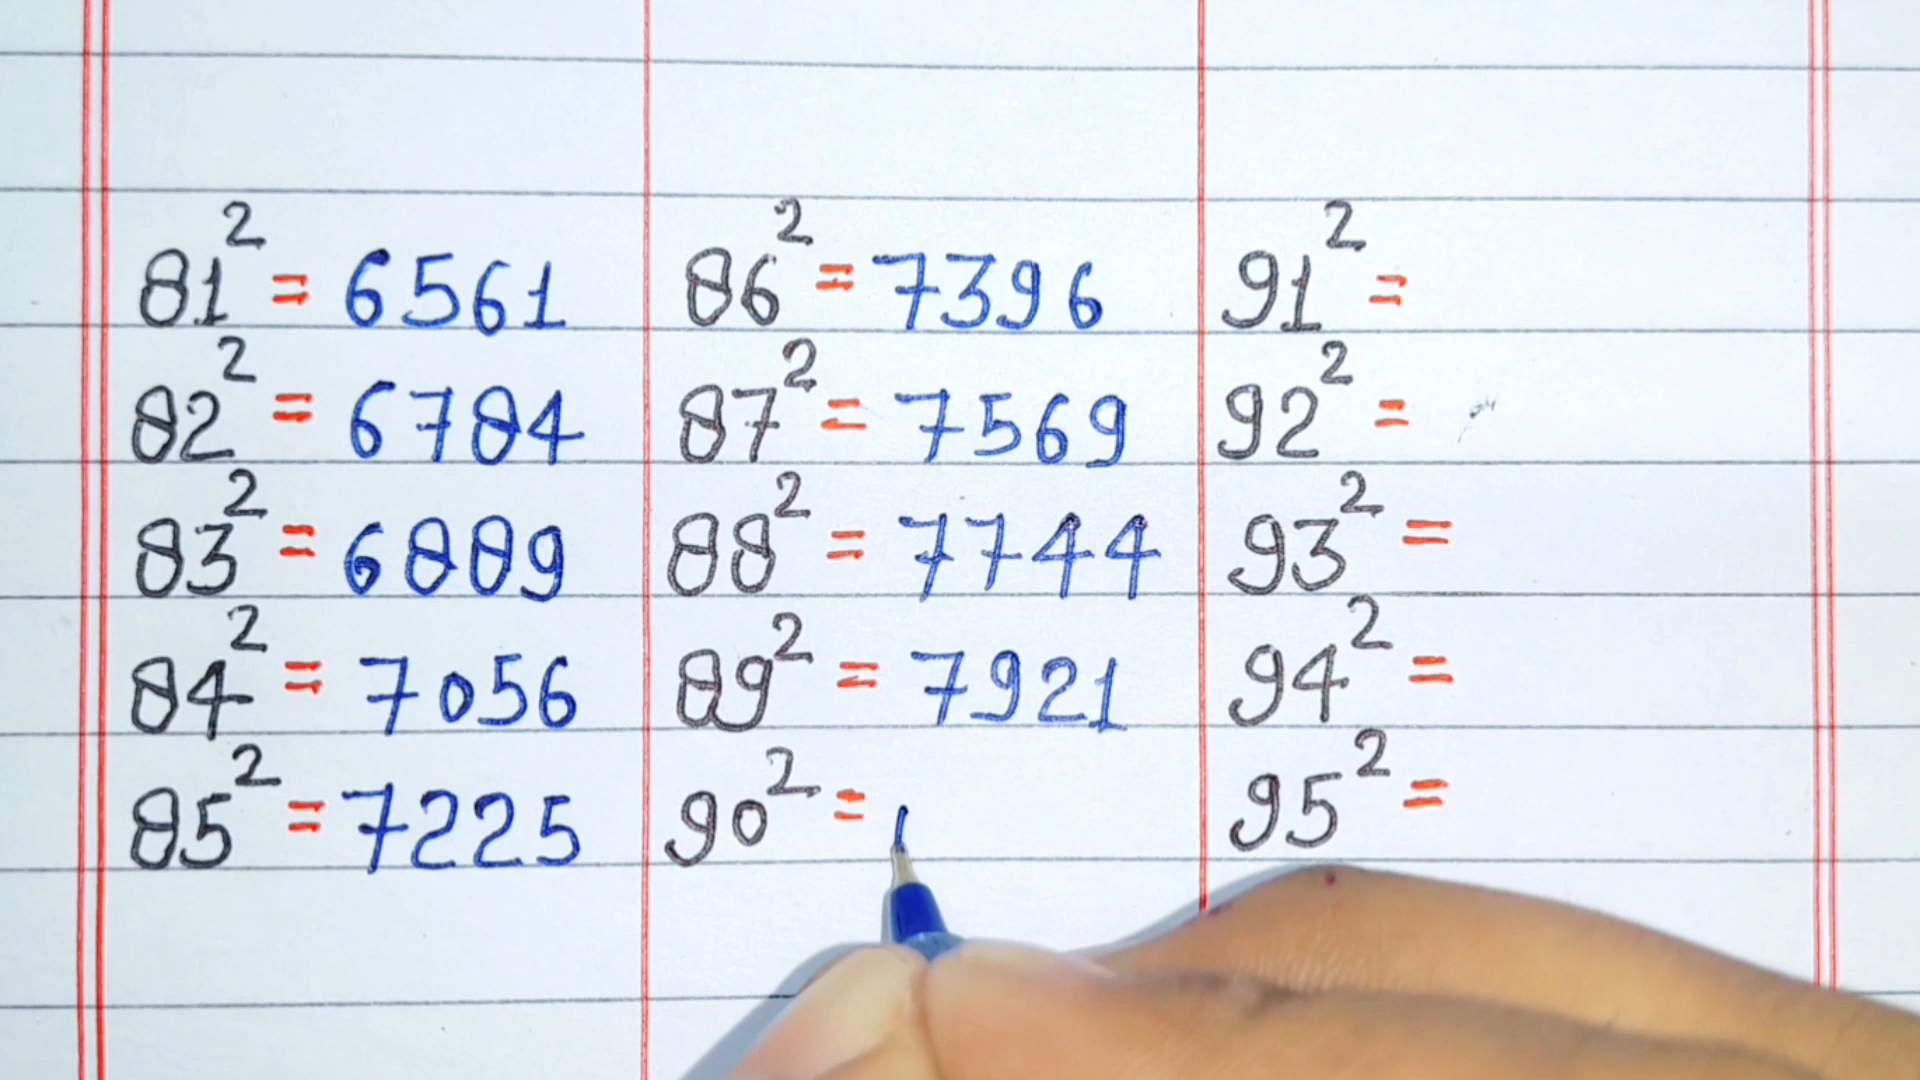 81² = 6561
82² = 6784
83² = 6889
84² = 7056
85² = 7225
86² = 7396
87² = 7569
88² = 7744
89² = 7921
90² =
91² =
92² =
93² =
94² =
95² =